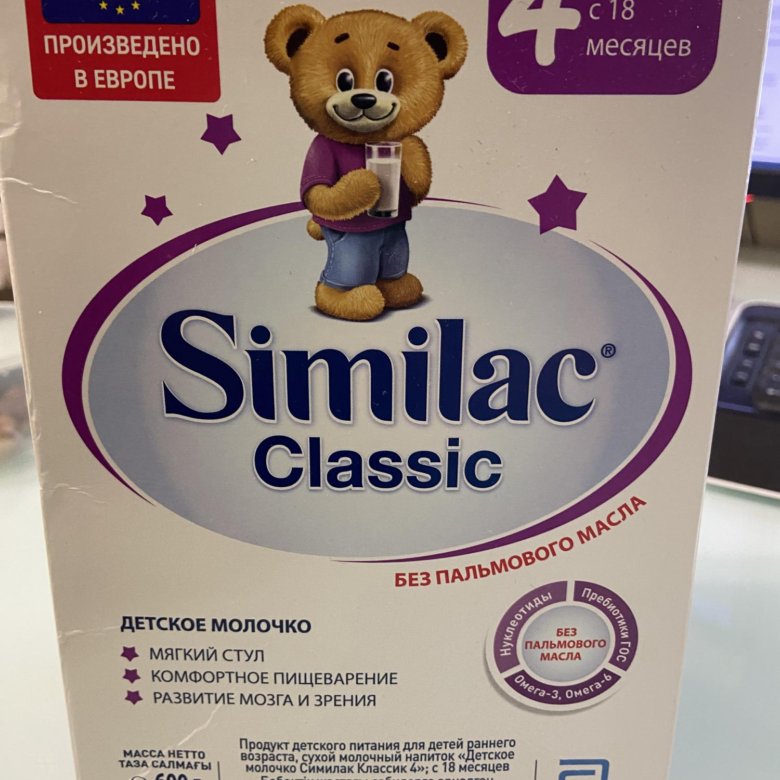 ПРОИЗВЕДЕНО
В ЕВРОПЕ
4
с 18
месяцев
Similac®
Classic
БЕЗ ПАЛЬМОВОГО МАСЛА
ДЕТСКОЕ МОЛОЧКО
МЯГКИЙ СТУЛ
КОМФОРТНОЕ ПИЩЕВАРЕНИЕ
РАЗВИТИЕ МОЗГА И ЗРЕНИЯ
Нуклеотиды
Пребиотики ГОС
БЕЗ
ПАЛЬМОВОГО
МАСЛА
Омега-3, Омега-6
МАССА НЕТТО
ТАЗА САЛМАҒЫ
Продукт детского питания для детей раннего
возраста, сухой молочный напиток «Детское
молочко Симилак Классик 4»; с 18 месяцев